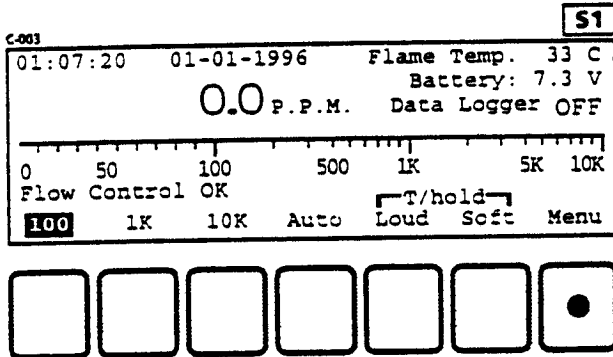 S1
C-003
01:07:20 01-01-1996 Flame Temp. 33 C
Battery: 7.3 V
0.0 P.P.M. Data Logger OFF
0 50 100 500 1K 5K 10K
Flow Control OK T/hold
100 1K 10K Auto Loud Soft Menu